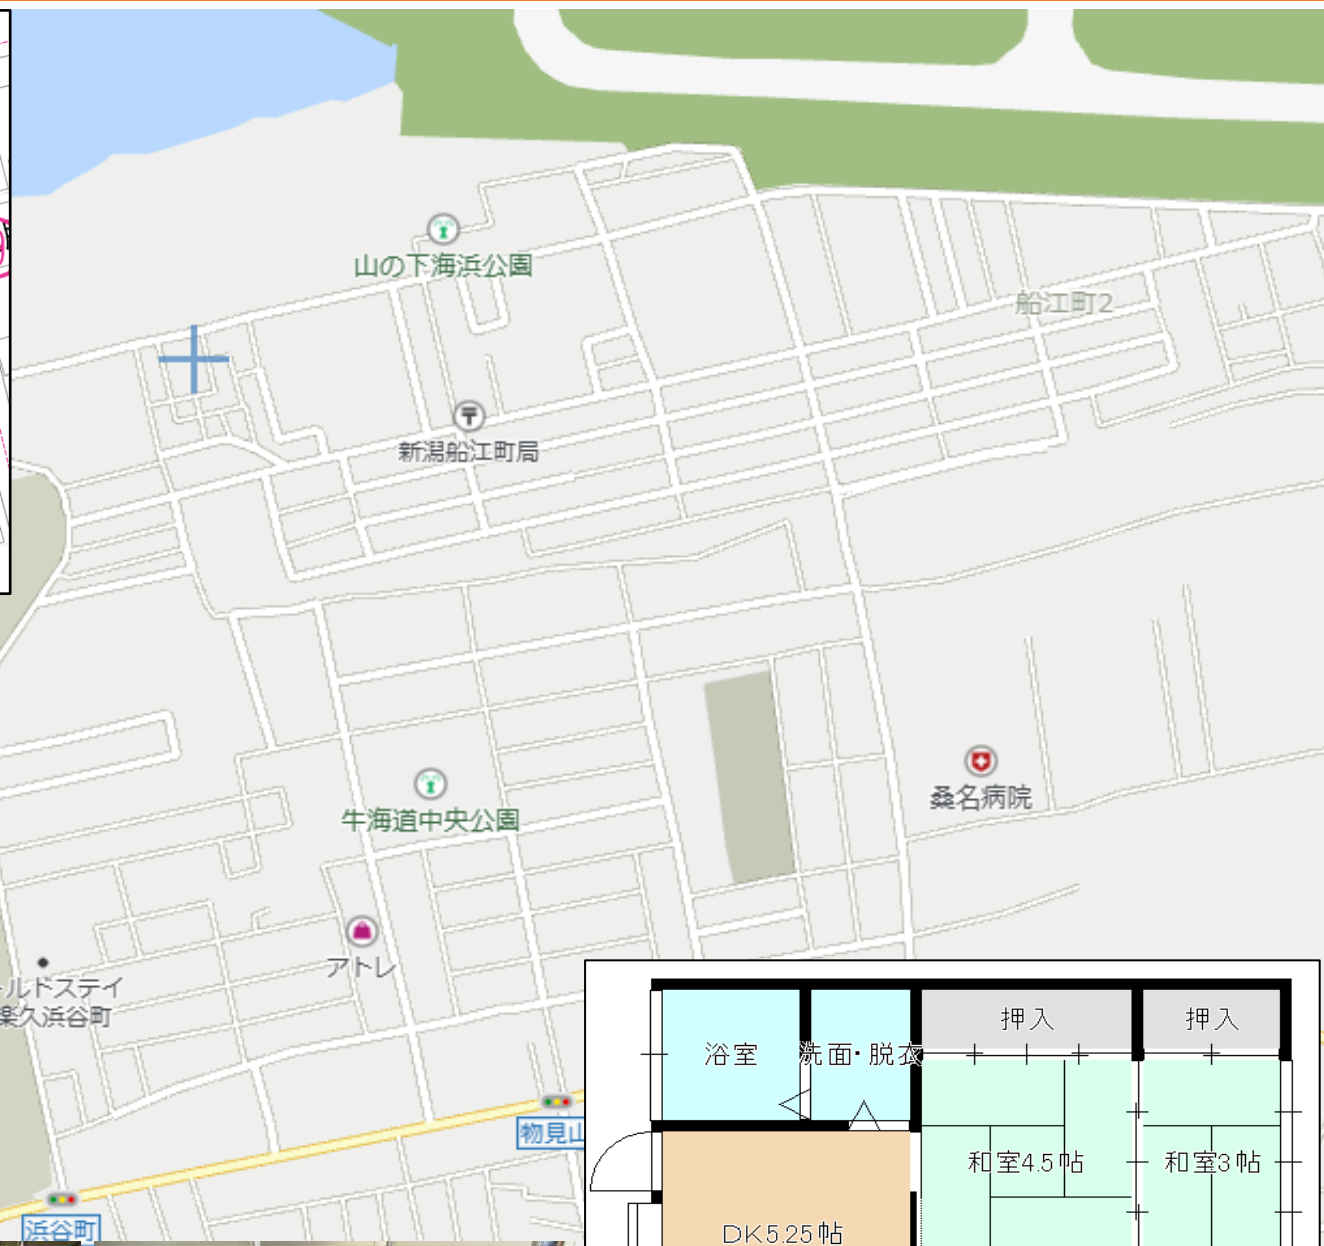 山の下海浜公園
船江町2
新潟船江町局
桑名病院
牛海道中央公園
アトレ
ールドステイ
楽久浜谷町
物見山
浜谷町
押入
押入
浴室
洗面・脱衣
和室4.5帖
和室3帖
DK5.25帖